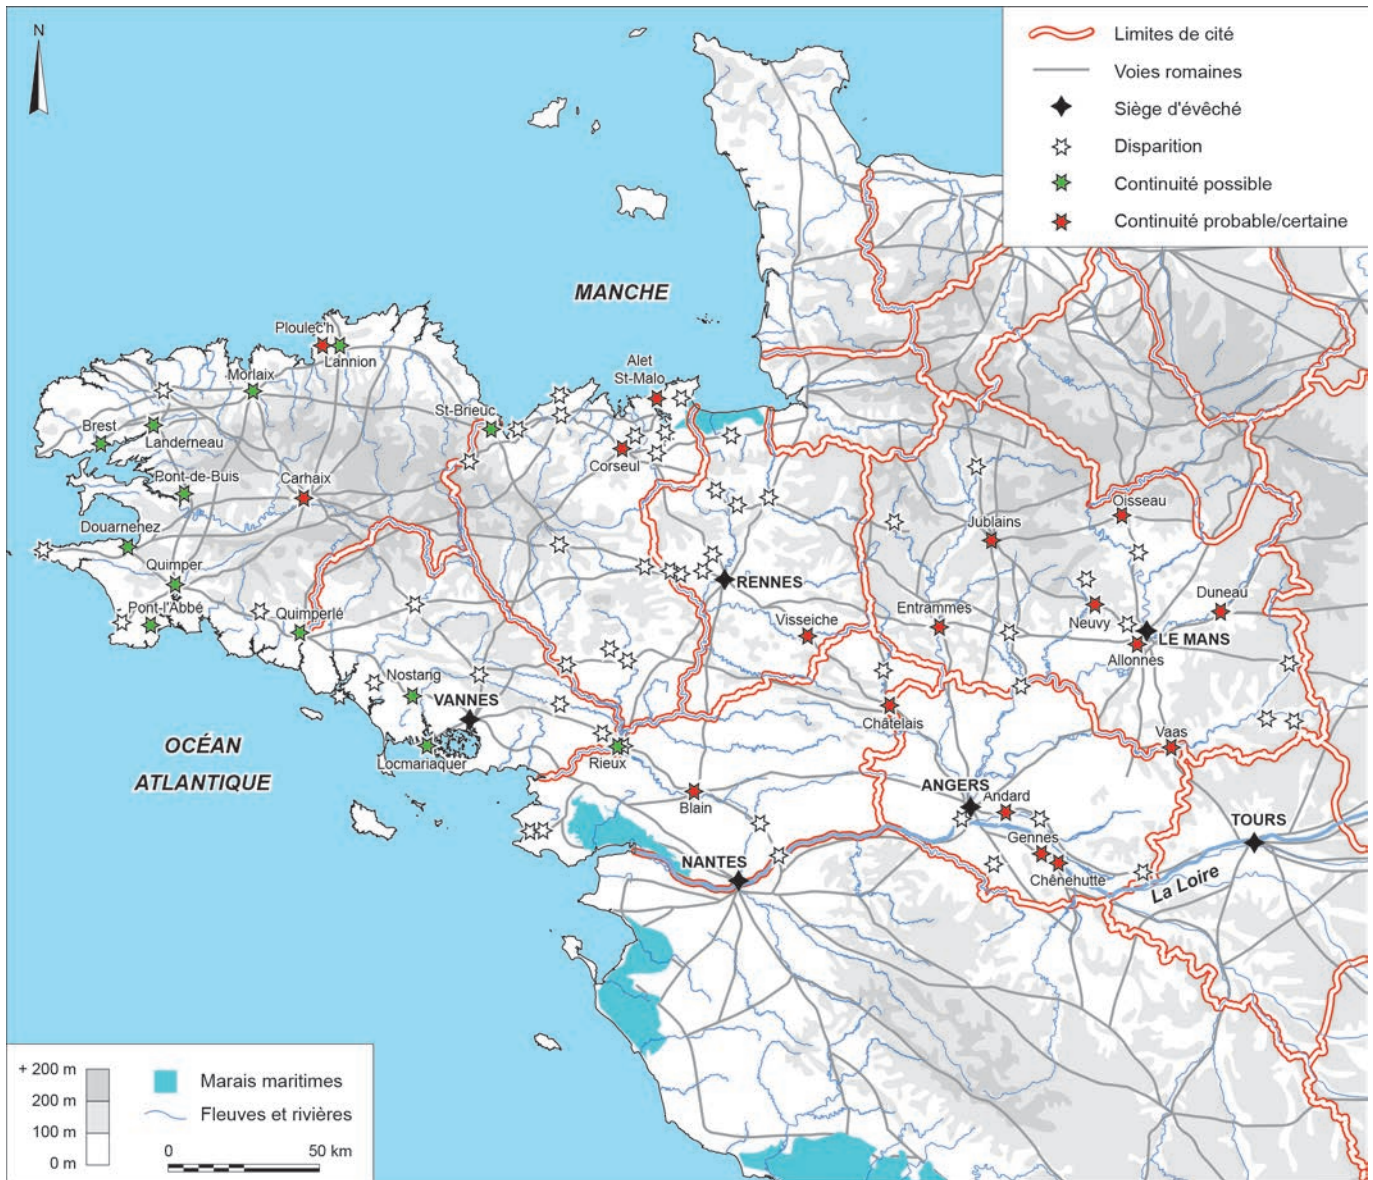 N
Limites de cité
Voies romaines
Siège d'évêché
Disparition
Continuité possible
Continuité probable/certaine
MANCHE
Ploulec'h
Lannion
Morlaix
Alet
St-Malo
St-Brieuc
Brest
Landerneau
Corseul
Pont-de-Buis
Carhaix
Oisseau
Douarnenez
Jublains
Quimper
RENNES
Duneau
Pont-l'Abbé
Quimperlé
Visseiche
Entrammes
Neuvy
LE MANS
Allonnes
Nostang
VANNES
Châtelais
OCÉAN
ATLANTIQUE
Locmariaquer
Rieux
Vaas
Blain
ANGERS
Andard
TOURS
Gennes
NANTES
Chênehutte
La Loire
+ 200 m
200 m
100 m
0 m
Marais maritimes
Fleuves et rivières
0
50 km